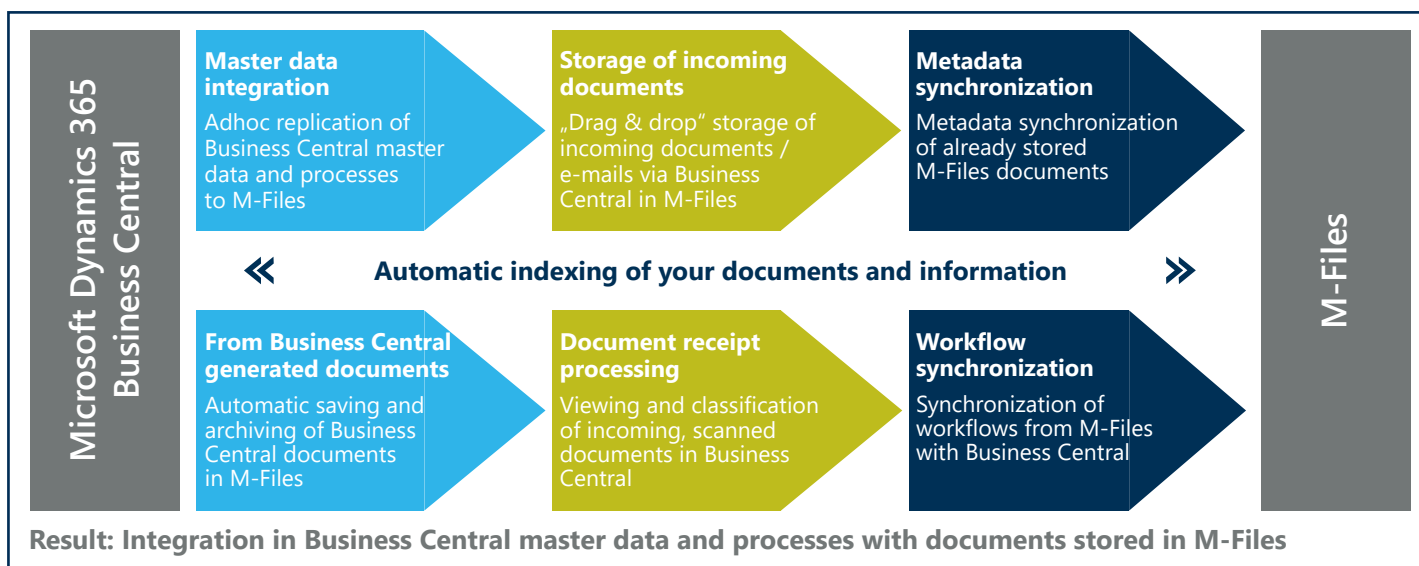 Microsoft Dynamics 365
Business Central
Master data
integration
Adhoc replication of
Business Central master
data and processes
to M-Files
Storage of incoming
documents
„Drag & drop“ storage of
incoming documents /
e-mails via Business
Central in M-Files
Metadata
synchronization
Metadata synchronization
of already stored
M-Files documents
M-Files
« Automatic indexing of your documents and information »
From Business Central
generated documents
Automatic saving and
archiving of Business
Central documents
in M-Files
Document receipt
processing
Viewing and classification
of incoming, scanned
documents in Business
Central
Workflow
synchronization
Synchronization of
workflows from M-Files
with Business Central
Result: Integration in Business Central master data and processes with documents stored in M-Files